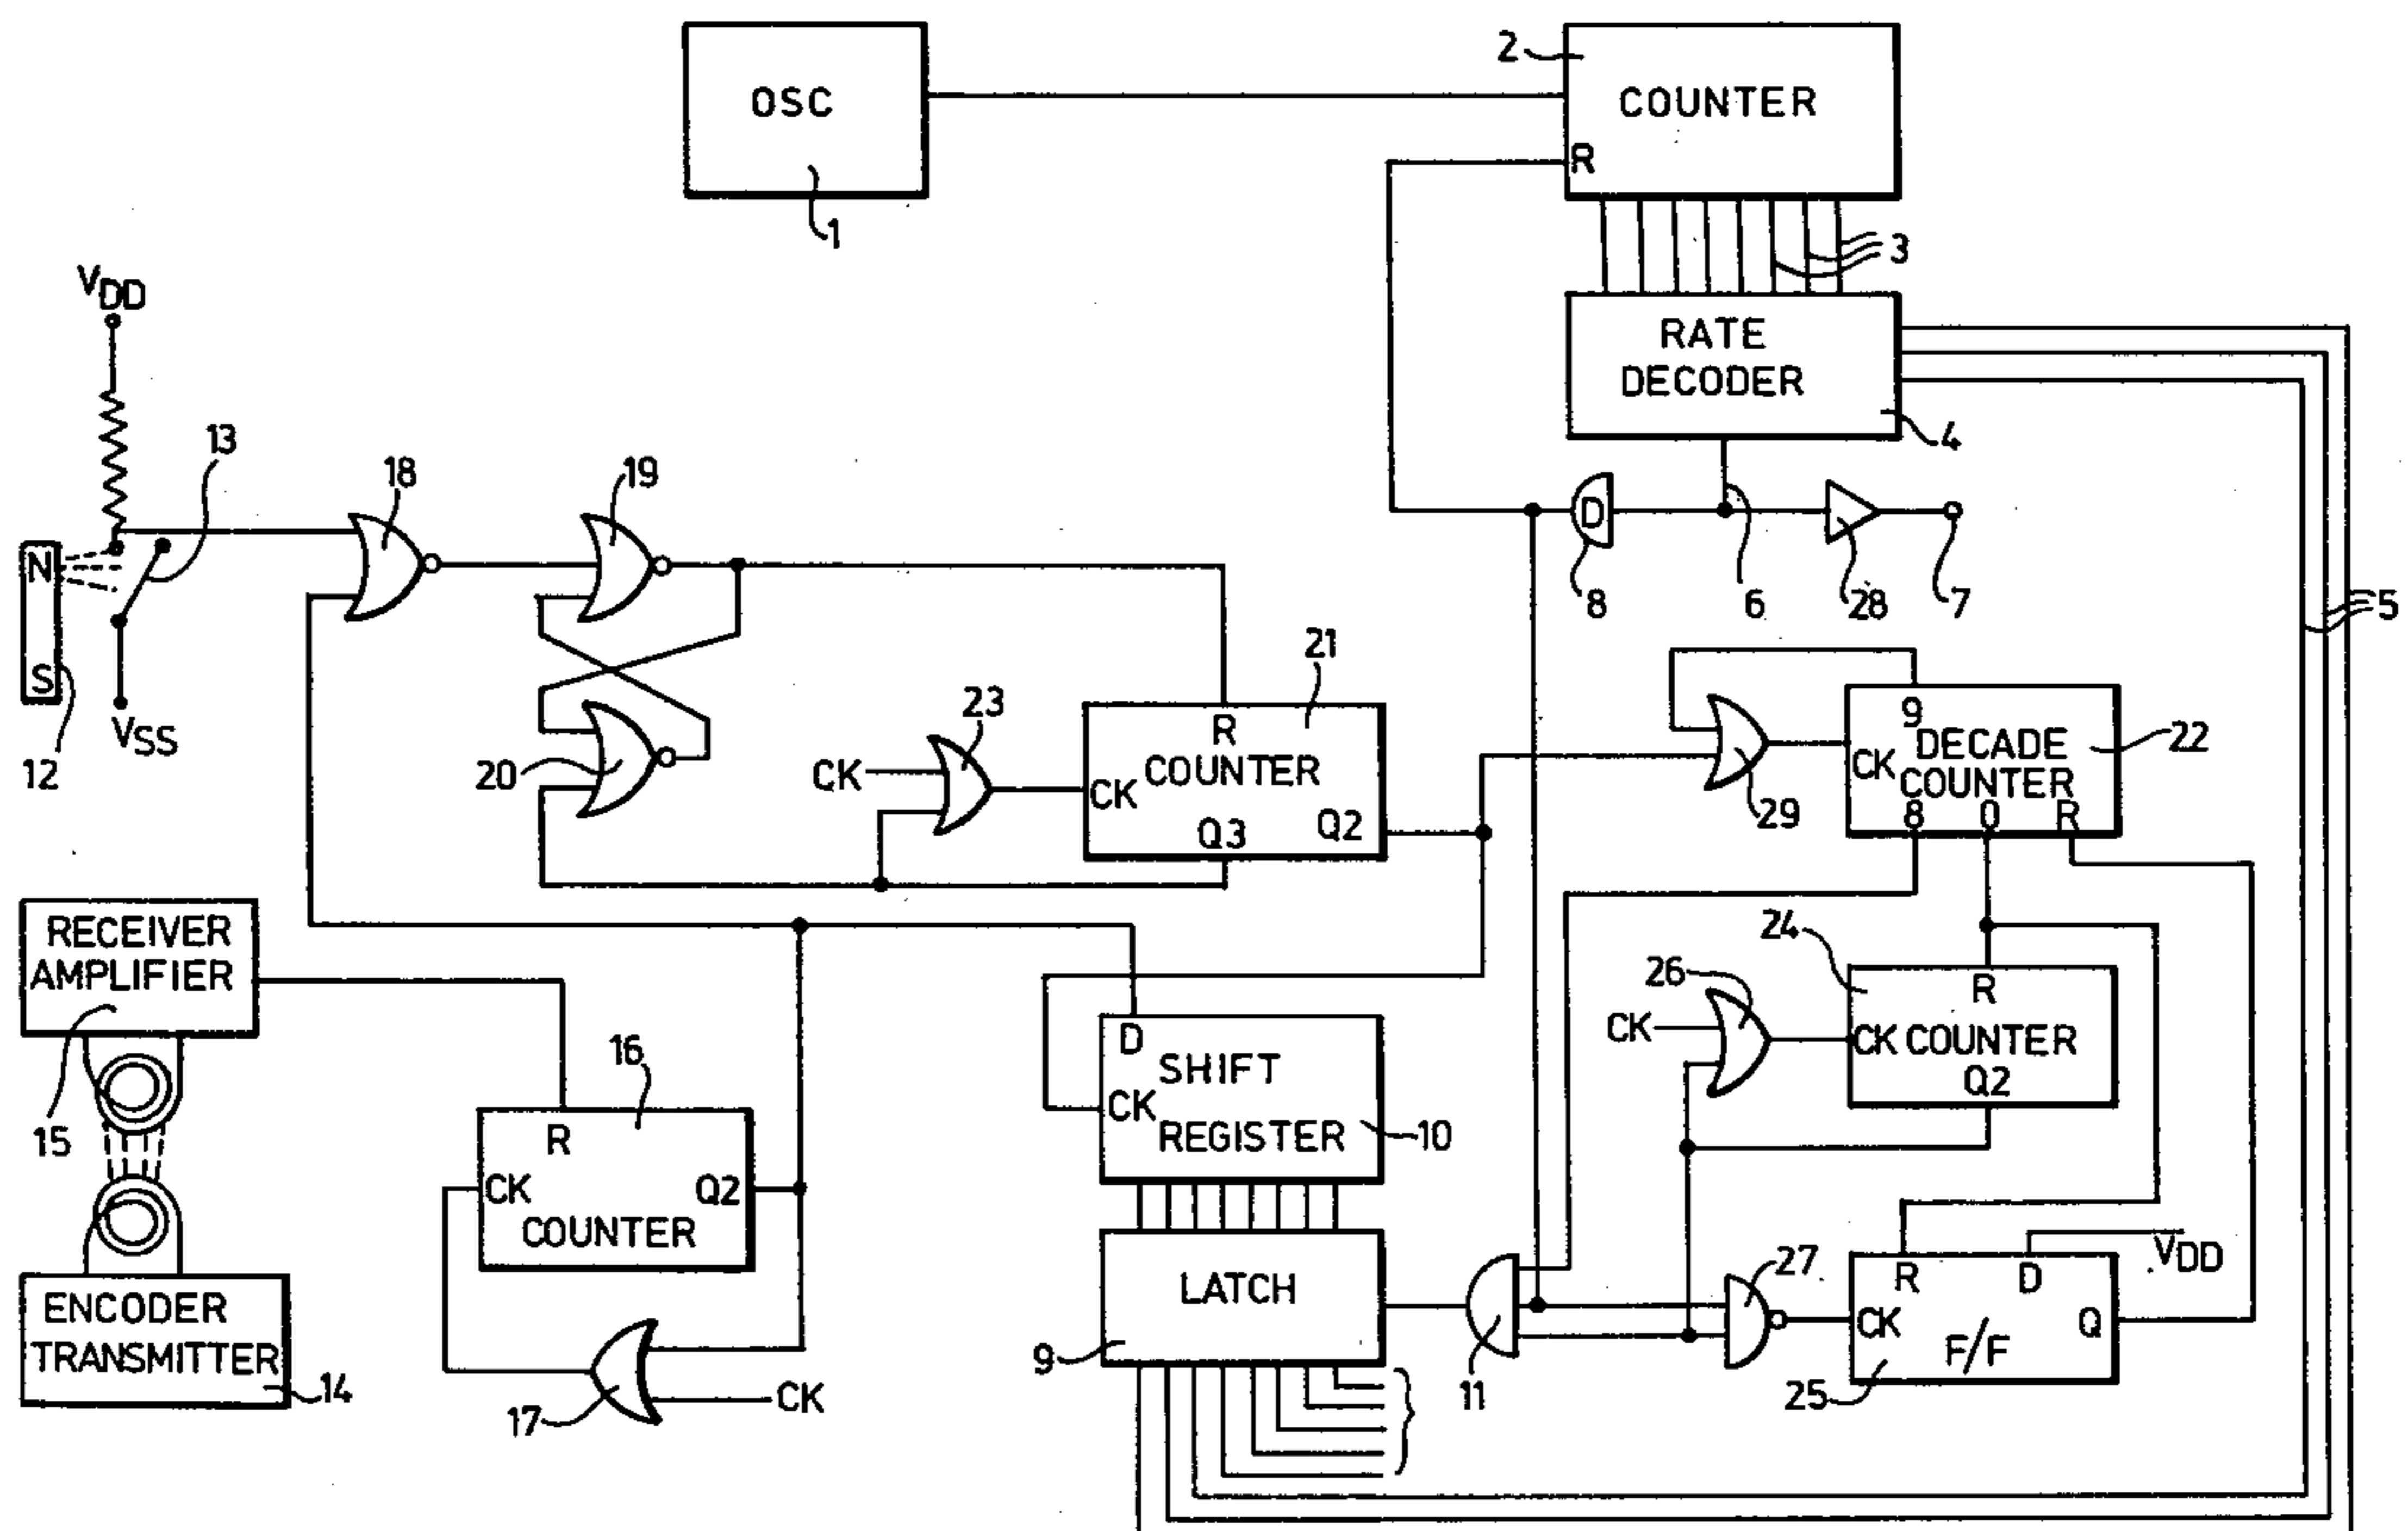 OSC
1
2
COUNTER
R
3
RATE
DECODER
4
5
D
8
6
28
7
VDD
13
N
S
12
VSS
18
19
20
23
CK
21
R
COUNTER
CK
Q3
Q2
29
9
DECADE
CK
COUNTER
8
0
R
22
RECEIVER
AMPLIFIER
15
ENCODER
TRANSMITTER
14
16
R
CK
Q2
COUNTER
17
CK
D
SHIFT
CK
REGISTER
10
LATCH
9
11
24
26
R
CK
CK COUNTER
Q2
27
VDD
R
D
CK
Q
F/F
25